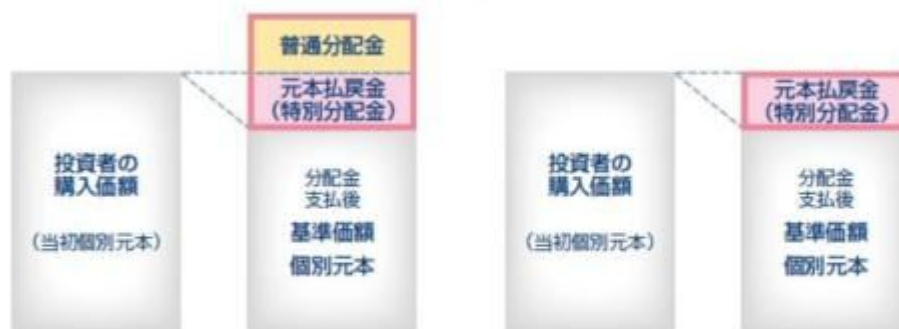 普通分配金
元本払戻金
(特別分配金)
投資者の
購入価額
(当初個別元本)
分配金
支払後
基準価額
個別元本
元本払戻金
(特別分配金)
投資者の
購入価額
(当初個別元本)
分配金
支払後
基準価額
個別元本